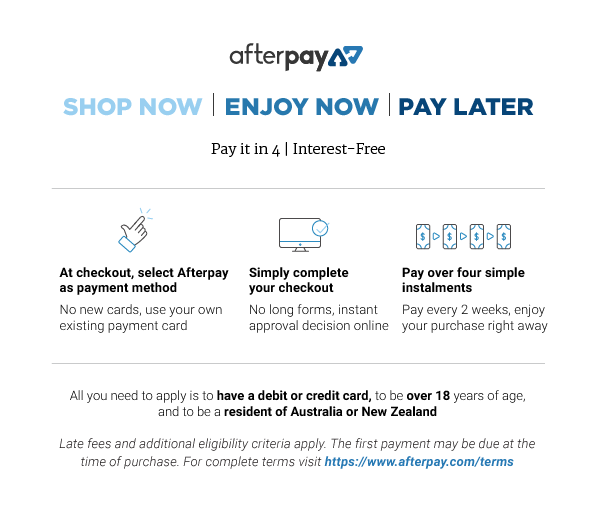 afterpay
SHOP NOW | ENJOY NOW | PAY LATER
Pay it in 4 | Interest-Free
At checkout, select Afterpay
as payment method
No new cards, use your own
existing payment card
Simply complete
your checkout
No long forms, instant
approval decision online
$ $ $ $
Pay over four simple
instalments
Pay every 2 weeks, enjoy
your purchase right away
All you need to apply is to have a debit or credit card, to be over 18 years of age,
and to be a resident of Australia or New Zealand
Late fees and additional eligibility criteria apply. The first payment may be due at the
time of purchase. For complete terms visit https://www.afterpay.com/terms